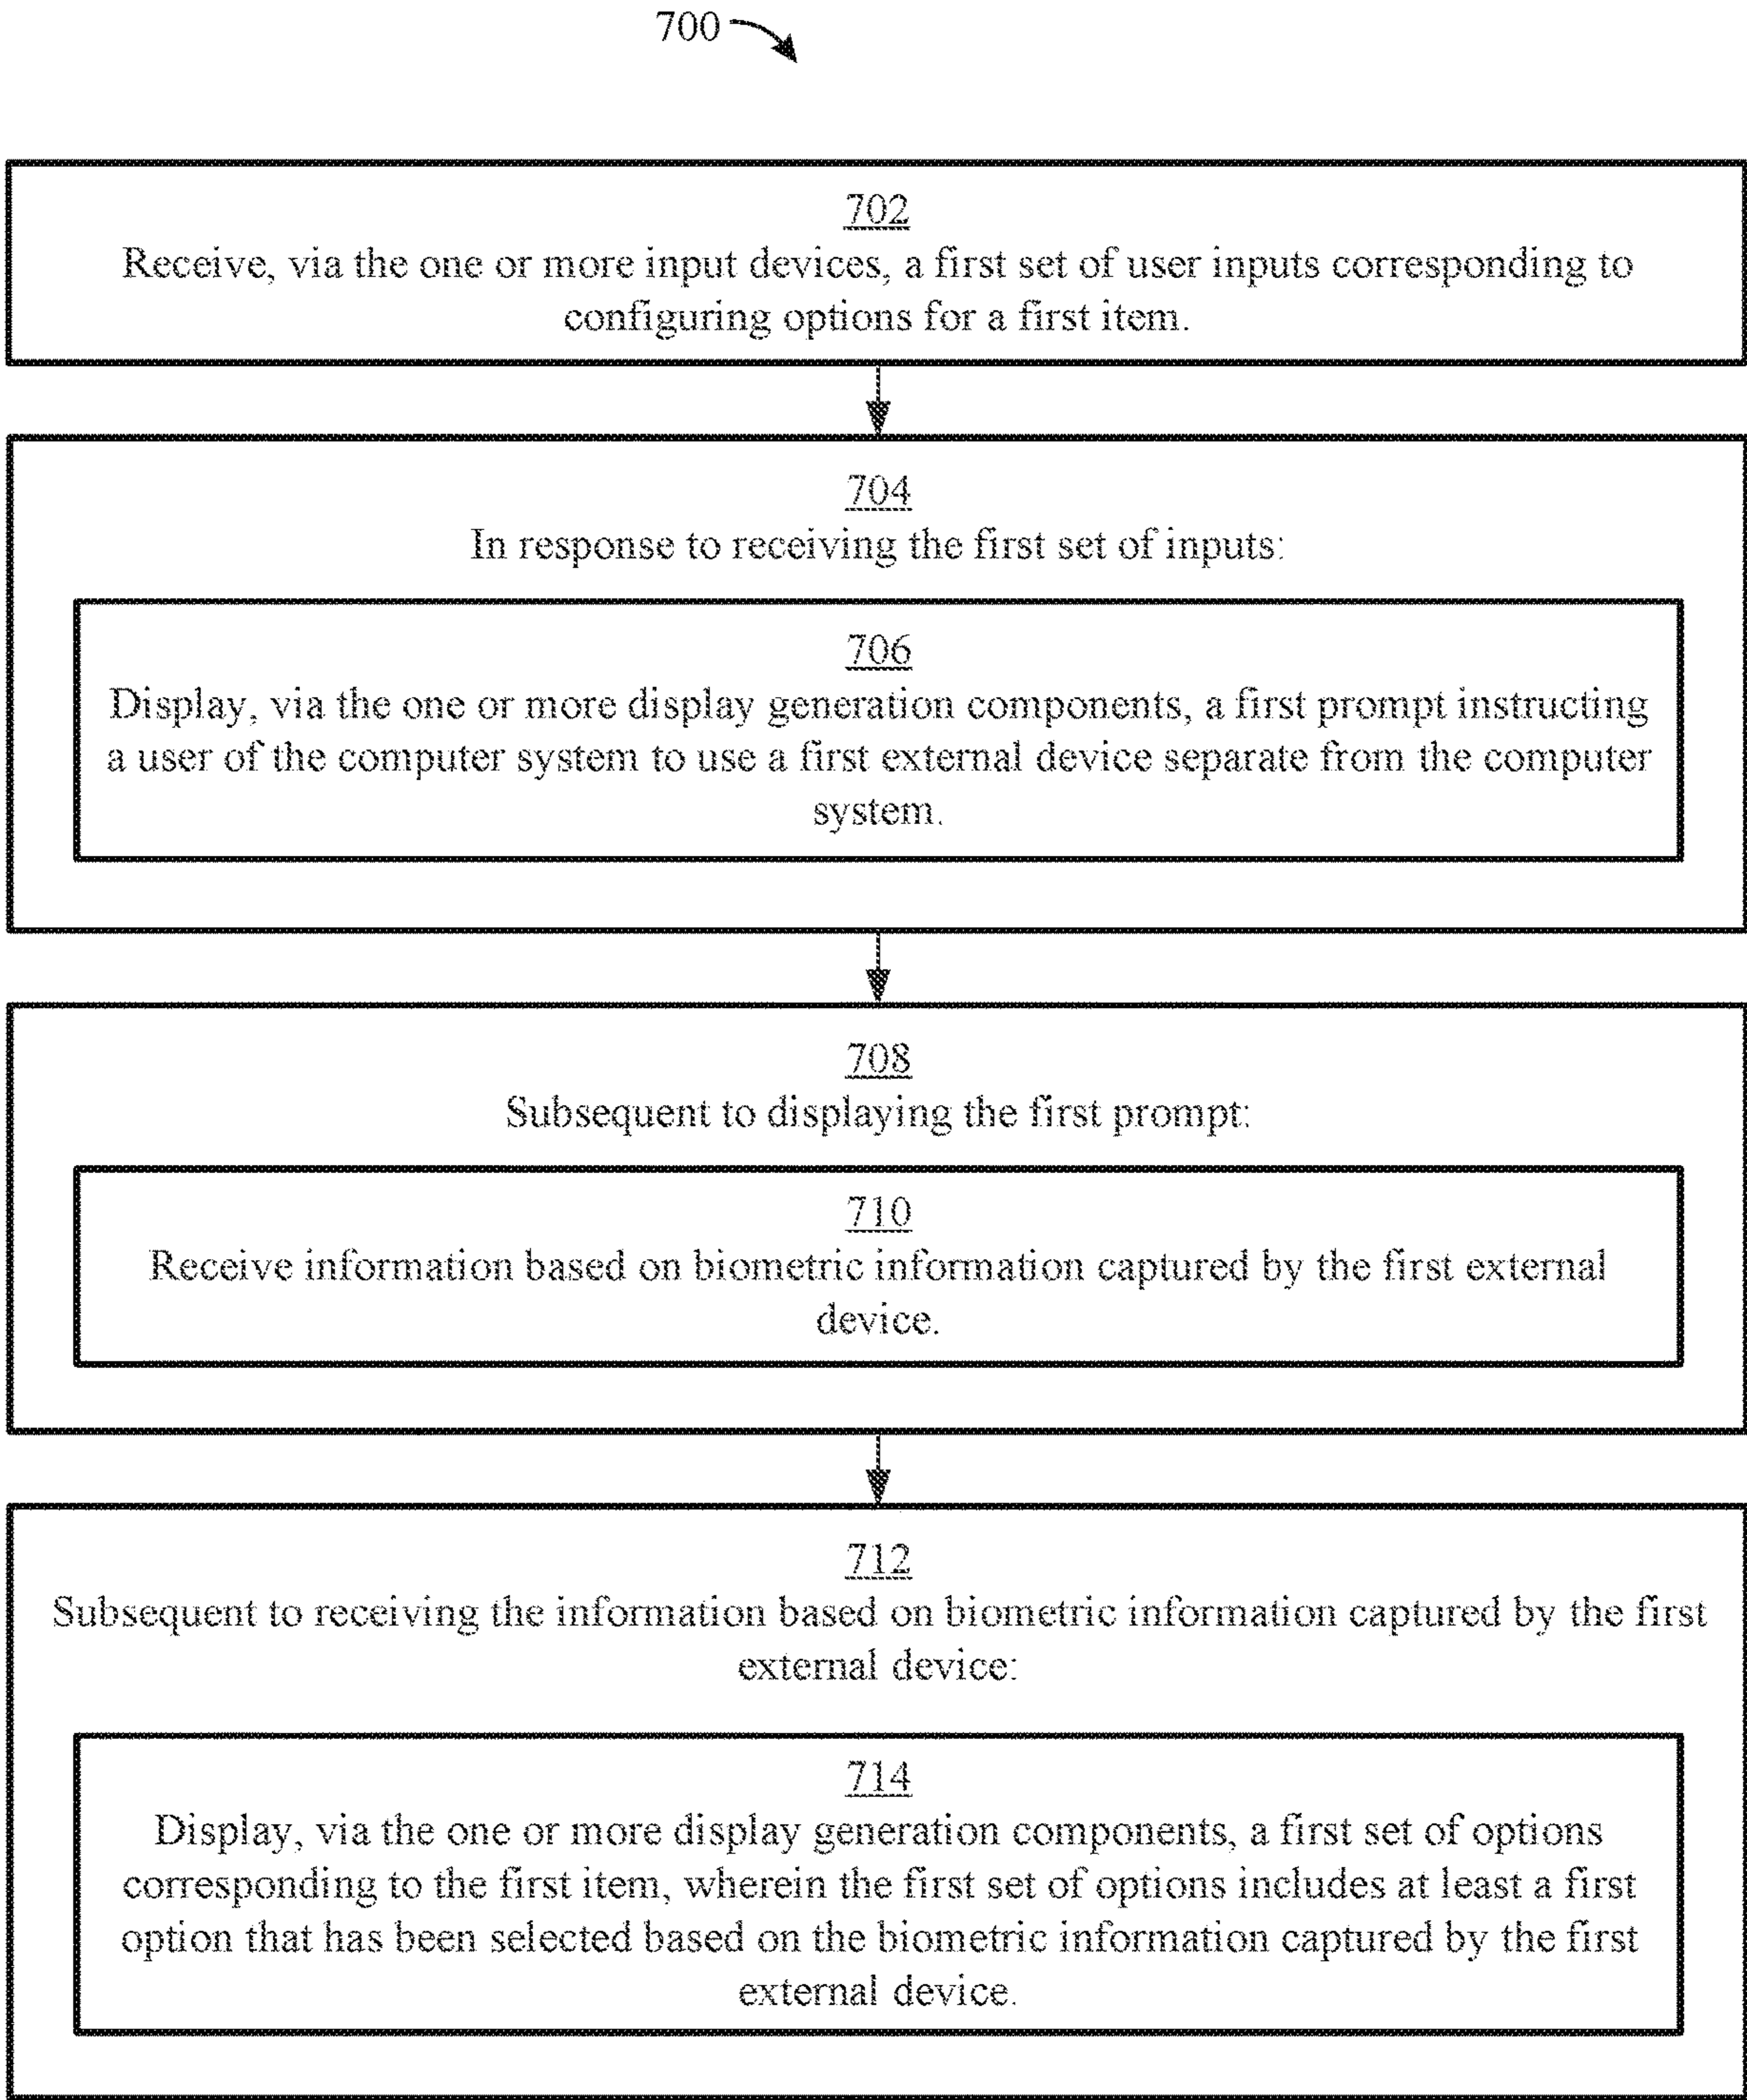 700
702
Receive, via the one or more input devices, a first set of user inputs corresponding to
configuring options for a first item.
704
In response to receiving the first set of inputs:
706
Display, via the one or more display generation components, a first prompt instructing
a user of the computer system to use a first external device separate from the computer
system.
708
Subsequent to displaying the first prompt:
710
Receive information based on biometric information captured by the first external
device.
712
Subsequent to receiving the information based on biometric information captured by the first
external device:
714
Display, via the one or more display generation components, a first set of options
corresponding to the first item, wherein the first set of options includes at least a first
option that has been selected based on the biometric information captured by the first
external device.